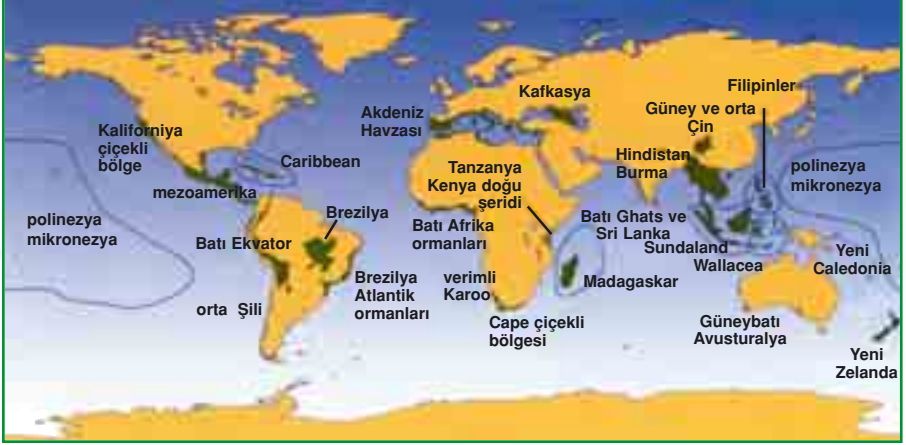 Kaliforniya
çiçekli
bölge
mezoamerika
Caribbean
polinezya
mikronezya
Batı Ekvator
Brezilya
orta Şili
Brezilya
Atlantik
ormanları
Akdeniz
Havzası
Kafkasya
Tanzanya
Kenya doğu
şeridi
Batı Afrika
ormanları
verimli
Karoo
Cape çiçekli
bölgesi
Madagaskar
Filipinler
Güney ve orta
Çin
Hindistan
Burma
Batı Ghats ve
Sri Lanka
Sundaland
Wallacea
polinezya
mikronezya
Yeni
Caledonia
Güneybatı
Avusturalya
Yeni
Zelanda